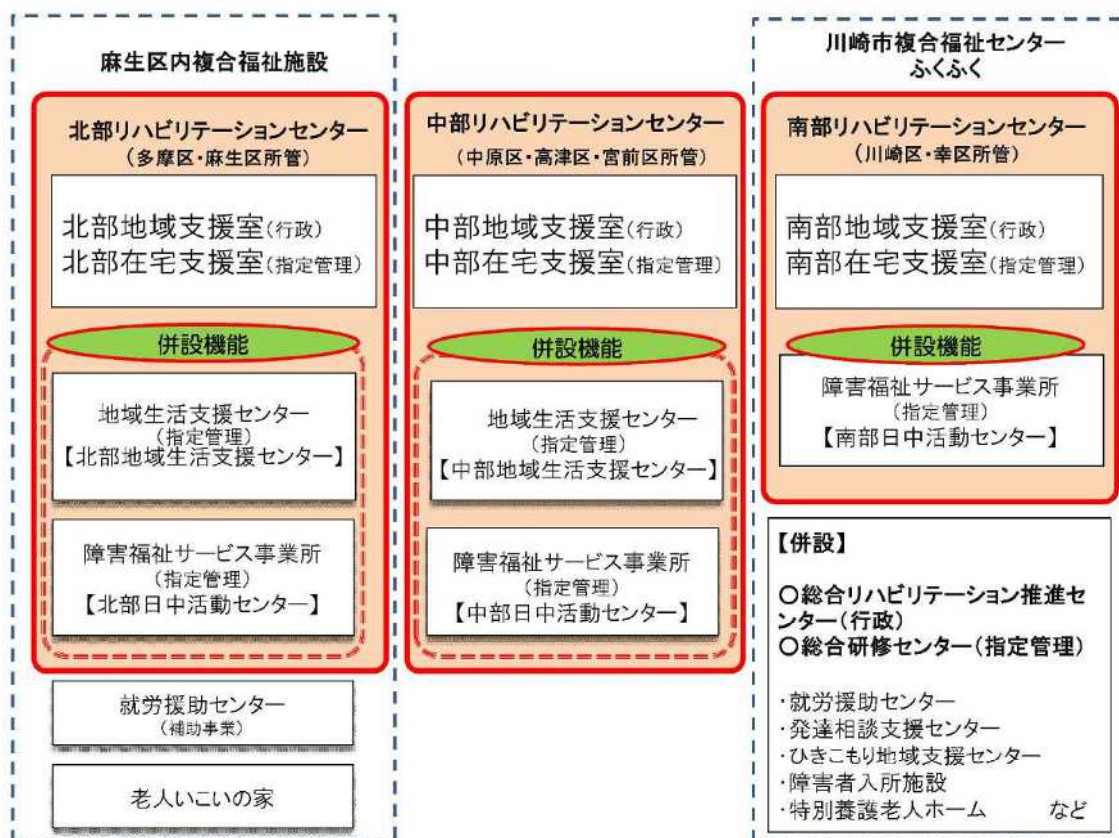 麻生区内複合福祉施設
北部リハビリテーションセンター
（多摩区・麻生区所管）
北部地域支援室（行政）
北部在宅支援室（指定管理）
併設機能
地域生活支援センター
（指定管理）
【北部地域生活支援センター】
障害福祉サービス事業所
（指定管理）
【北部日中活動センター】
就労援助センター
（補助事業）
老人いこいの家
中部リハビリテーションセンター
（中原区・高津区・宮前区所管）
中部地域支援室（行政）
中部在宅支援室（指定管理）
併設機能
地域生活支援センター
（指定管理）
【中部地域生活支援センター】
障害福祉サービス事業所
（指定管理）
【中部日中活動センター】
川崎市複合福祉センター
ふくふく
南部リハビリテーションセンター
（川崎区・幸区所管）
南部地域支援室（行政）
南部在宅支援室（指定管理）
併設機能
障害福祉サービス事業所
（指定管理）
【南部日中活動センター】
【併設】
○総合リハビリテーション推進セ
ンター（行政）
○総合研修センター（指定管理）
・就労援助センター
・発達相談支援センター
・ひきこもり地域支援センター
・障害者入所施設
・特別養護老人ホーム　　など